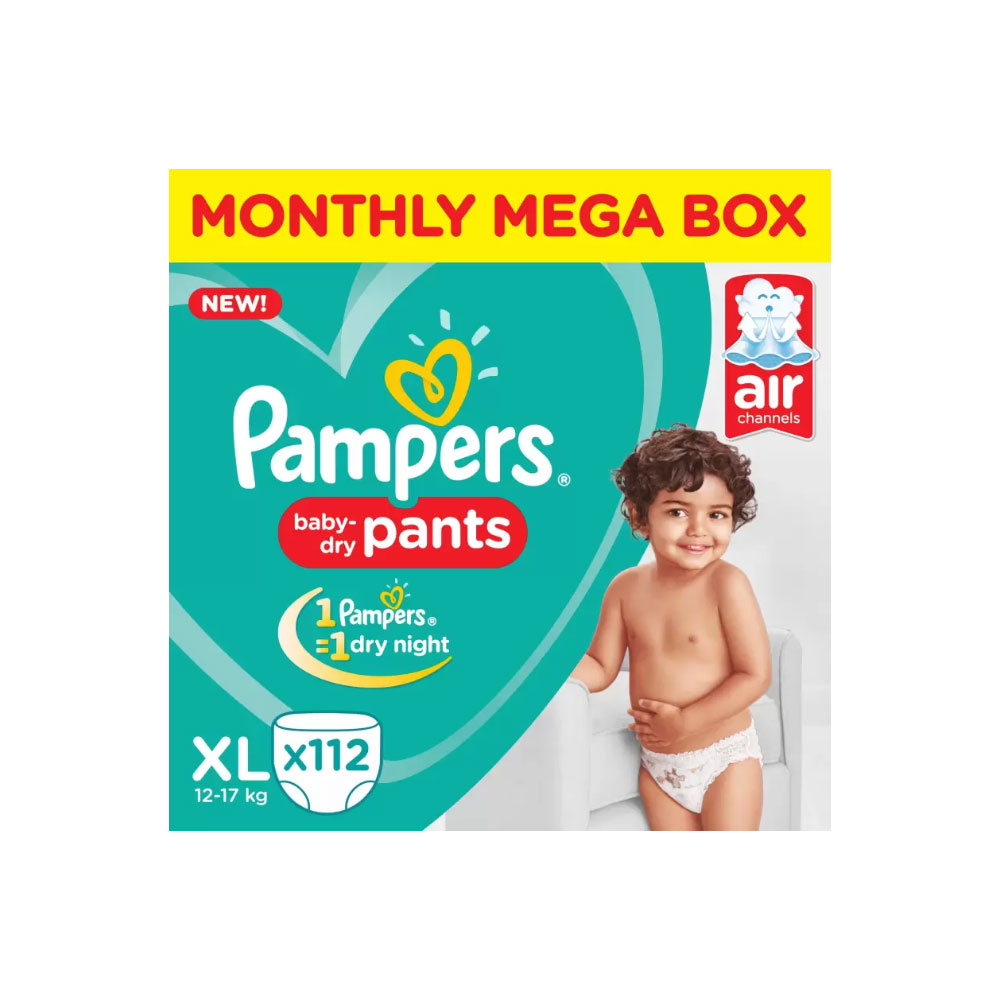 MONTHLY MEGA BOX
NEW!
air
channels
Pampers®
baby-
dry pants
1 Pampers®
=1 dry night
XL x112
12-17 kg